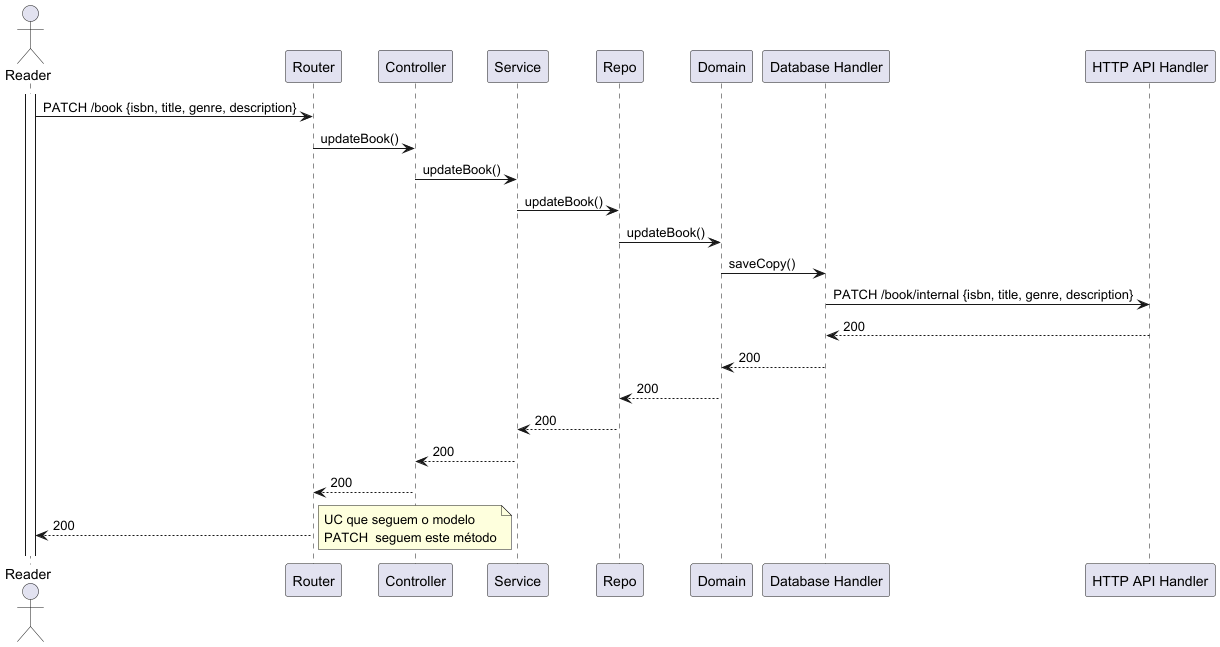 Reader
Router
Controller
Service
Repo
Domain
Database Handler
HTTP API Handler
PATCH /book {isbn, title, genre, description}
updateBook()
updateBook()
updateBook()
updateBook()
saveCopy()
PATCH /book/internal {isbn, title, genre, description}
200
200
200
200
200
200
200
UC que seguem o modelo
PATCH  seguem este método
Reader
Router
Controller
Service
Repo
Domain
Database Handler
HTTP API Handler